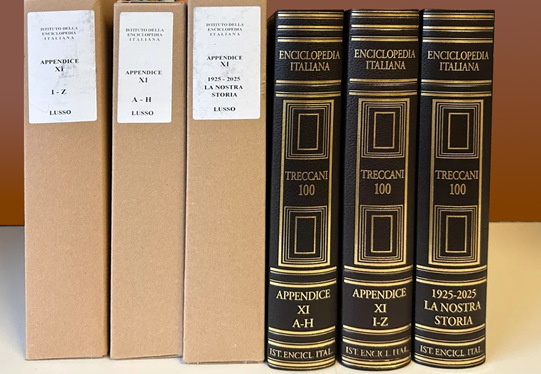 ISTITUTO DELLA
ENCICLOPEDIA
ITALIANA
APPENDICE
XI
I - Z
LUSSO
ISTITUTO DELLA
ENCICLOPEDIA
ITALIANA
APPENDICE
XI
A - H
LUSSO
ISTITUTO DELLA
ENCICLOPEDIA
ITALIANA
APPENDICE
XI
1925-2025
LA NOSTRA
STORIA
LUSSO
ENCICLOPEDIA
ITALIANA
TRECCANI
100
APPENDICE
XI
A-H
IST. ENCICL. ITAL.
ENCICLOPEDIA
ITALIANA
TRECCANI
100
APPENDICE
XI
I-Z
IST. ENCICL. ITAL.
ENCICLOPEDIA
ITALIANA
TRECCANI
100
1925-2025
LA NOSTRA
STORIA
IST. ENCICL. ITAL.